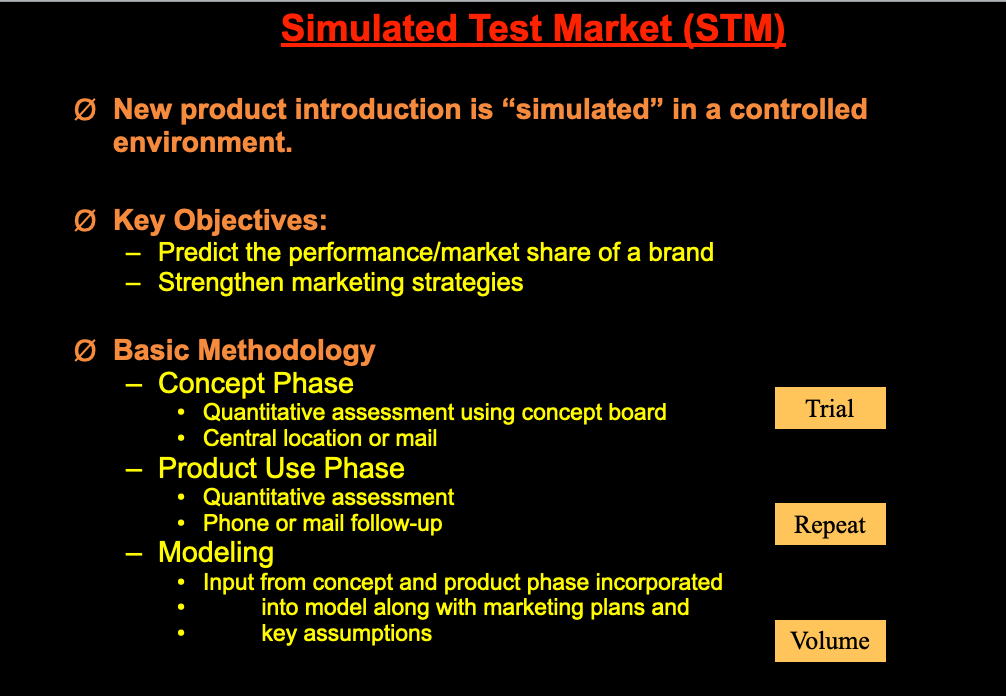 Simulated Test Market (STM)
Ø New product introduction is “simulated” in a controlled
environment.
Ø Key Objectives:
– Predict the performance/market share of a brand
– Strengthen marketing strategies
Ø Basic Methodology
– Concept Phase
• Quantitative assessment using concept board
• Central location or mail
Trial
– Product Use Phase
• Quantitative assessment
• Phone or mail follow-up
Repeat
– Modeling
• Input from concept and product phase incorporated
• into model along with marketing plans and
• key assumptions
Volume